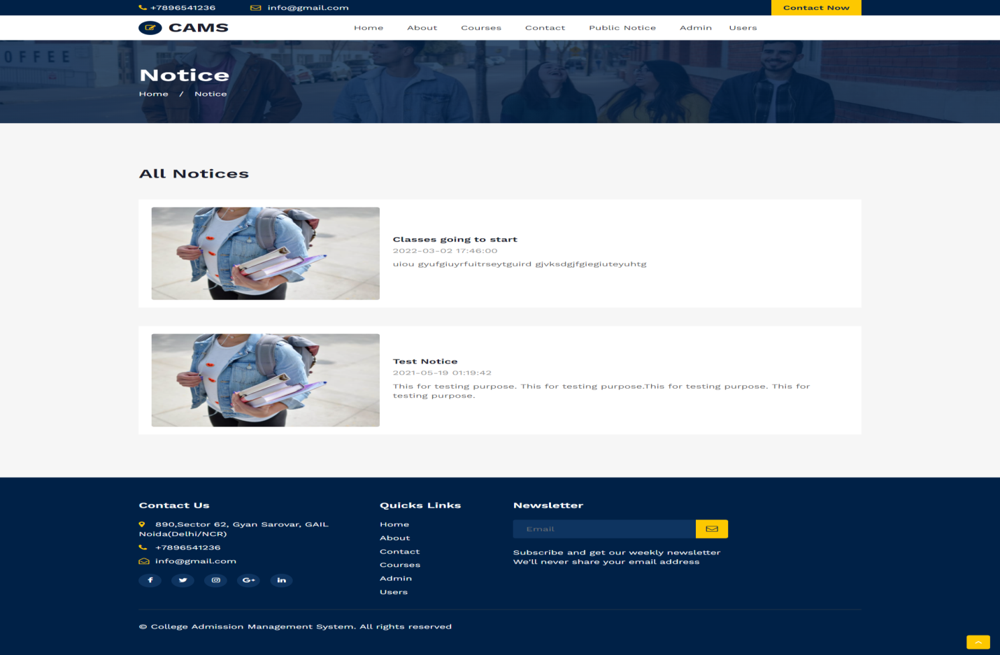 +7896541236 info@gmail.com Contact Now
CAMS Home About Courses Contact Public Notice Admin Users
OFFEE
Notice
Home / Notice
All Notices
Classes going to start
2022-03-02 17:46:00
uiou gyufgiuyrfuitrseytguird gjvksdgjfgiegiuteyuhtg
Test Notice
2021-05-19 01:19:42
This for testing purpose. This for testing purpose.This for testing purpose. This for
testing purpose.
Contact Us
890,Sector 62, Gyan Sarovar, GAIL
Noida(Delhi/NCR)
+7896541236
info@gmail.com
Quicks Links
Home
About
Contact
Courses
Admin
Users
Newsletter
Email
Subscribe and get our weekly newsletter
We'll never share your email address
© College Admission Management System. All rights reserved